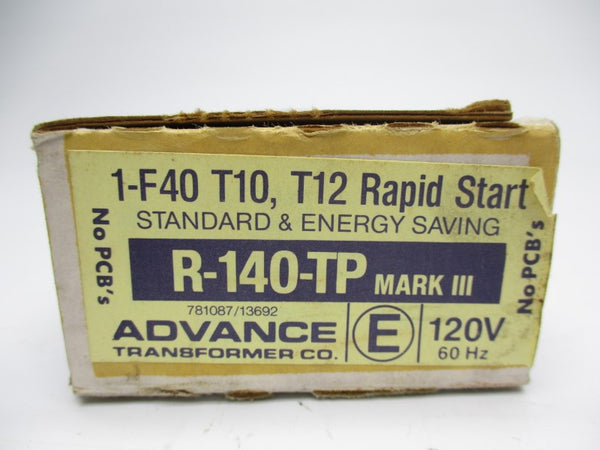 1-F40 T10, T12 Rapid Start
STANDARD & ENERGY SAVING
No PCB's
R-140-TP MARK III
No PCB's
781087/13692
ADVANCE
TRANSFORMER CO.
E
120V
60 Hz